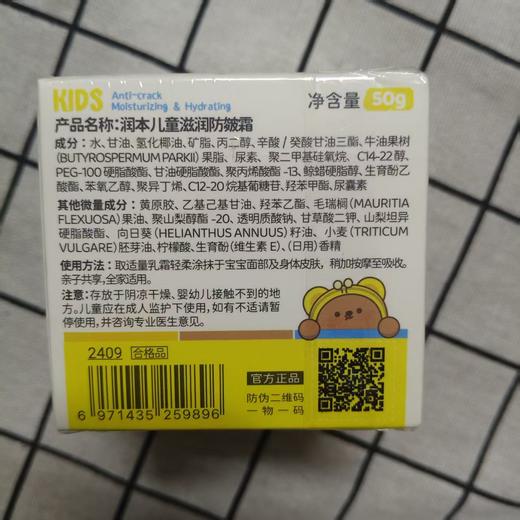 KIDS
Anti-crack
Moisturizing & Hydrating
净含量 50g
产品名称:润本儿童滋润防皴霜
成分：水、甘油、氢化椰油、矿脂、丙二醇、辛酸/癸酸甘油三酯、牛油果树
(BUTYROSPERMUM PARKII)果脂、尿素、聚二甲基硅氧烷、C14-22醇、
PEG-100硬脂酸酯、甘油硬脂酸酯、聚丙烯酸酯-13、鲸蜡硬脂醇、生育酚乙
酸酯、苯氧乙醇、聚异丁烯、C12-20烷基葡糖苷、羟苯甲酯、尿囊素
其他微量成分：黄原胶、乙基己基甘油、羟苯乙酯、毛瑞榈(MAURITIA
FLEXUOSA)果油、聚山梨醇酯-20、透明质酸钠、甘草酸二钾、山梨坦异
硬脂酸酯、向日葵(HELIANTHUS ANNUUS)籽油、小麦(TRITICUM
VULGARE)胚芽油、柠檬酸、生育酚(维生素E)、(日用)香精
使用方法：取适量乳霜轻柔涂抹于宝宝面部及身体皮肤，稍加按摩至吸收。
亲子共享,全家适用。
注意：存放于阴凉干燥、婴幼儿接触不到的地
方。儿童应在成人监护下使用，如有不适请暂
停使用，并咨询专业医生意见。
2409 合格品
官方正品
防伪二维码
一物一码
6 971435 259896